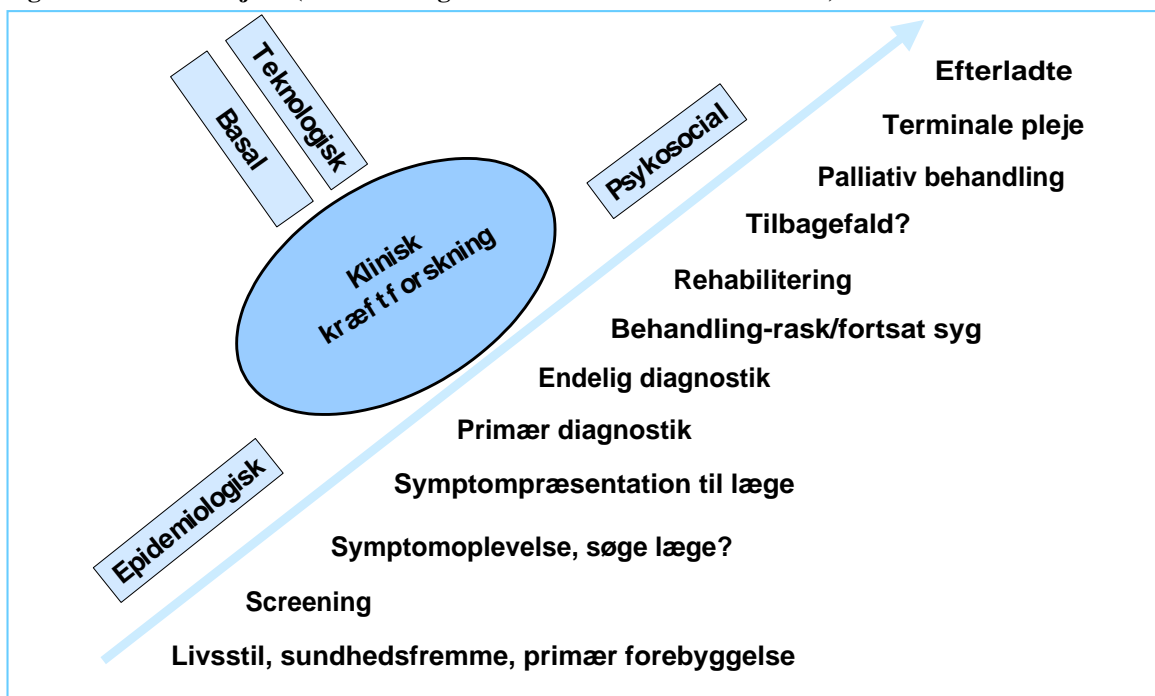 Teknologisk
Basal
Efterladte
Terminale pleje
Psykosocial
Palliativ behandling
Tilbagefald?
Klinisk
kræftforskning
Rehabilitering
Behandling-rask/fortsat syg
Endelig diagnostik
Primær diagnostik
Symptompræsentation til læge
Epidemiologisk
Symptomoplevelse, søge læge?
Screening
Livsstil, sundhedsfremme, primær forebyggelse